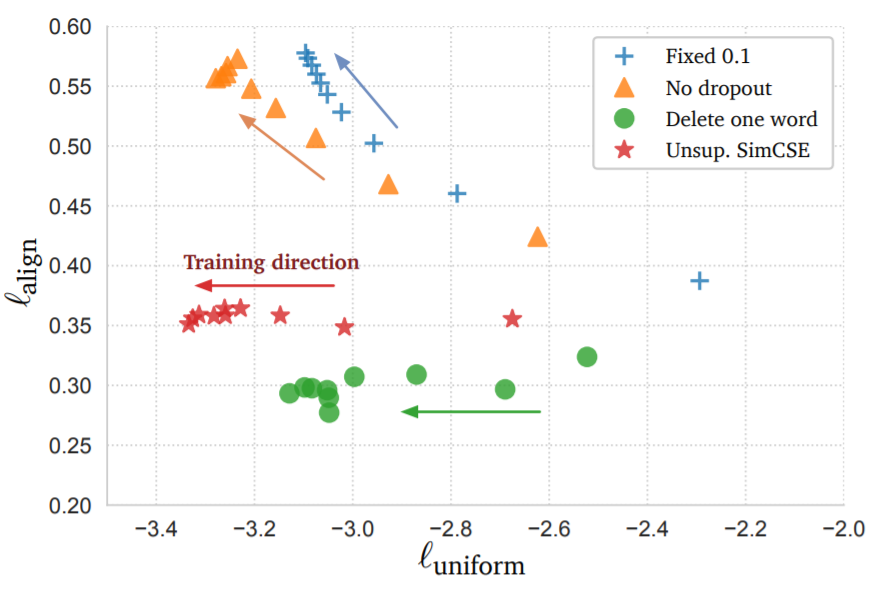 0.60
0.55
0.50
0.45
0.40
0.35
0.30
0.25
0.20
ℓalign
Fixed 0.1
No dropout
Delete one word
Unsup. SimCSE
Training direction
−3.4 −3.2 −3.0 −2.8 −2.6 −2.4 −2.2 −2.0
ℓuniform